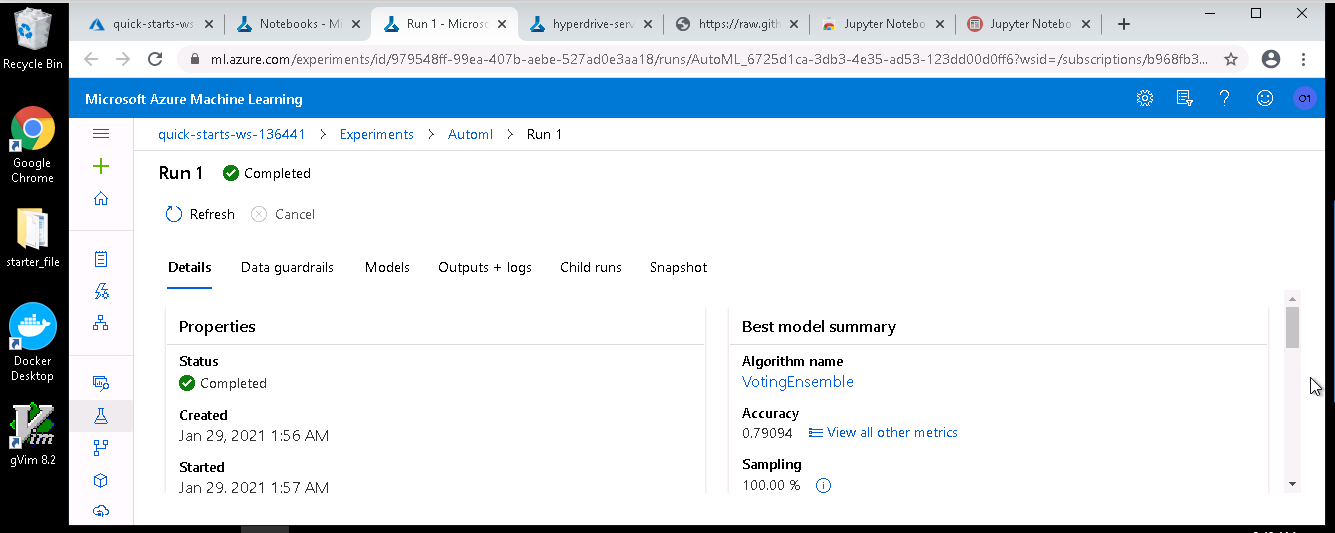 Recycle Bin
Google Chrome
starter_file
Docker Desktop
gVim 8.2
quick-starts-ws
Notebooks - Mi
Run 1 - Microso
hyperdrive-serv
https://raw.gith
Jupyter Notebo
Jupyter Notebo
ml.azure.com/experiments/id/979548ff-99ea-407b-aebe-527ad0e3aa18/runs/AutoML_6725d1ca-3db3-4e35-ad53-123dd00d0ff6?wsid=/subscriptions/b968fb3...
Microsoft Azure Machine Learning
O1
quick-starts-ws-136441 > Experiments > Automl > Run 1
Run 1 Completed
Refresh Cancel
Details Data guardrails Models Outputs + logs Child runs Snapshot
Properties
Status
Completed
Created
Jan 29, 2021 1:56 AM
Started
Jan 29, 2021 1:57 AM
Best model summary
Algorithm name
VotingEnsemble
Accuracy
0.79094 View all other metrics
Sampling
100.00 %